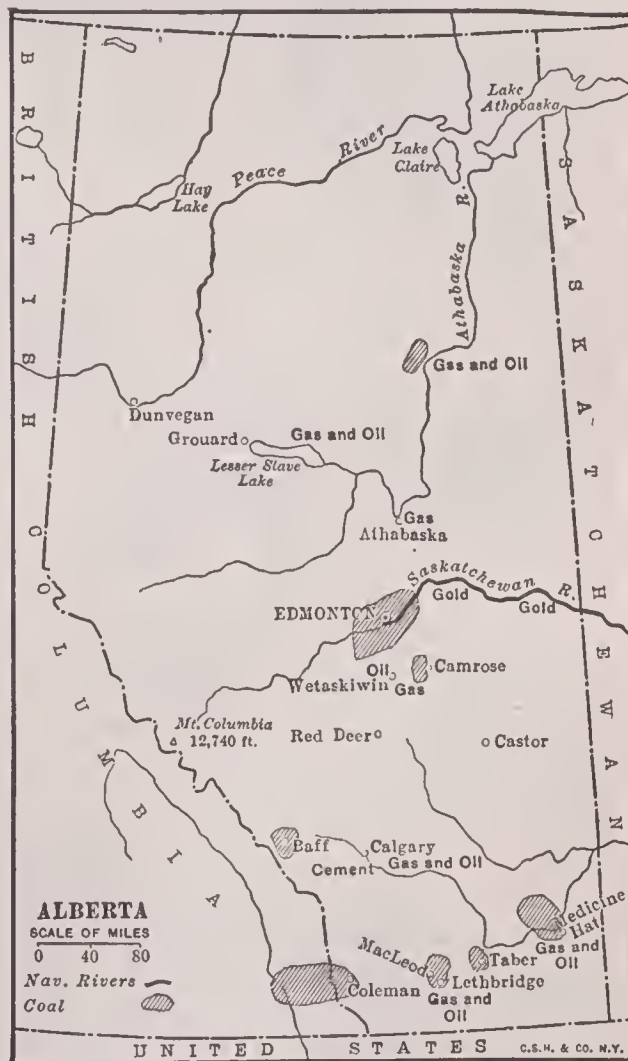 BRITISH COLUMBIA
SASKATCHEWAN
Lake
Athabaska
Lake
Claire
Peace River
Hay
Lake
Athabaska R.
Gas and Oil
Dunvegan
Grouard
Gas and Oil
Lesser Slave
Lake
Gas
Athabaska
Saskatchewan R.
Gold
Gold
EDMONTON
Oil
Camrose
Wetaskiwin
Gas
Mt. Columbia
12,740 ft.
Red Deer
Castor
Baff
Calgary
Cement
Gas and Oil
Medicine
Hat
Gas and
Oil
MacLeod
Taber
Lethbridge
Gas and
Oil
Coleman
ALBERTA
SCALE OF MILES
0 40 80
Nav. Rivers
Coal
UNITED STATES
C.S.H. & CO. N.Y.